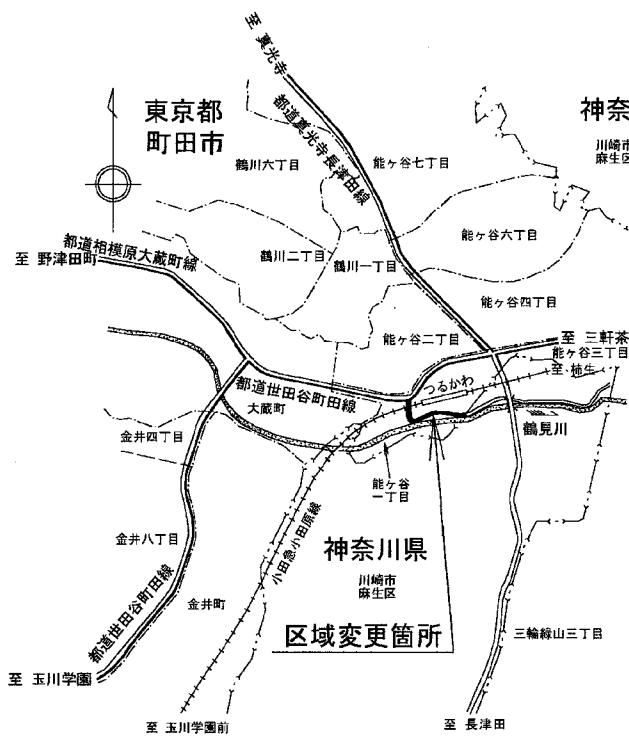 至 真光寺
東京都
町田市
神奈
川崎市
麻生区
都道真光寺長津田線
鶴川六丁目
能ヶ谷七丁目
能ヶ谷六丁目
都道相模原大蔵町線
至 野津田町
鶴川二丁目
鶴川一丁目
能ヶ谷四丁目
能ヶ谷二丁目
至 三軒茶
能ヶ谷三丁目
至 柿生
つるかわ
都道世田谷町田線
大蔵町
鶴見川
金井四丁目
能ヶ谷
一丁目
小田急小田原線
神奈川県
川崎市
麻生区
金井八丁目
金井町
都道世田谷町田線
区域変更箇所
三輪緑山三丁目
至 玉川学園
至 玉川学園前
至 長津田